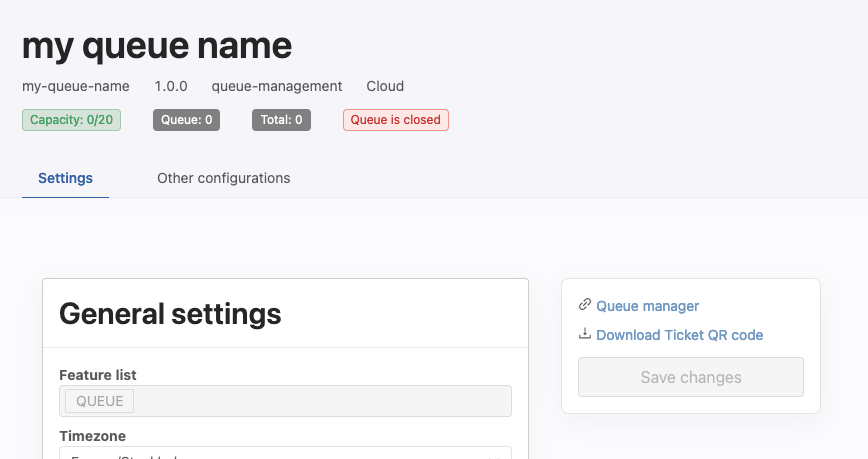 my queue name
my-queue-name 1.0.0 queue-management Cloud
Capacity: 0/20 Queue: 0 Total: 0 Queue is closed
Settings Other configurations
General settings
Queue manager
Download Ticket QR code
Save changes
Feature list
QUEUE
Timezone